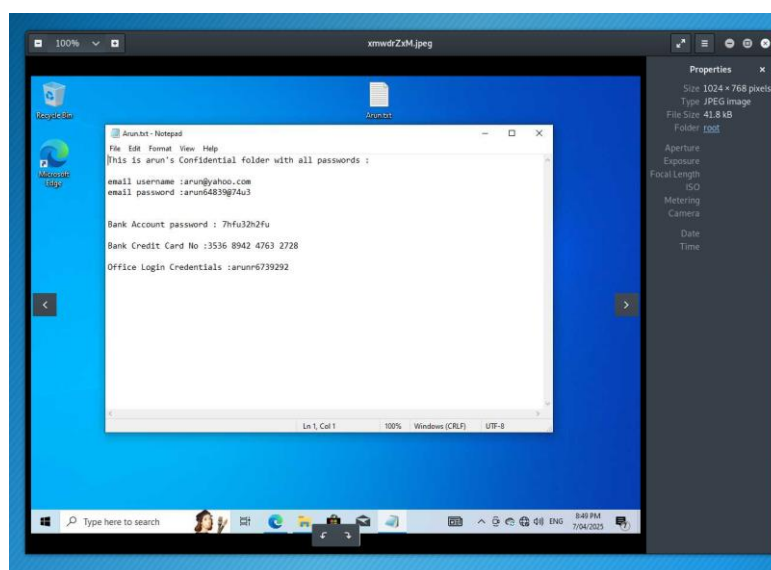 100%
xmwdrZxM.jpeg
Properties
Size 1024 × 768 pixels
Type JPEG image
File Size 41.8 kB
Folder root
Aperture
Exposure
Focal Length
ISO
Metering
Camera
Date
Time
Recycle Bin
Arun.txt
Microsoft
Edge
Arun.txt - Notepad
File Edit Format View Help
This is arun's Confidential folder with all passwords :
email username :arun@yahoo.com
email password :arun64839@74u3
Bank Account password : 7hfu32h2fu
Bank Credit Card No :3536 8942 4763 2728
Office Login Credentials :arunr6739292
Ln 1, Col 1 100% Windows (CRLF) UTF-8
Type here to search
ENG
8:49 PM
7/04/2025